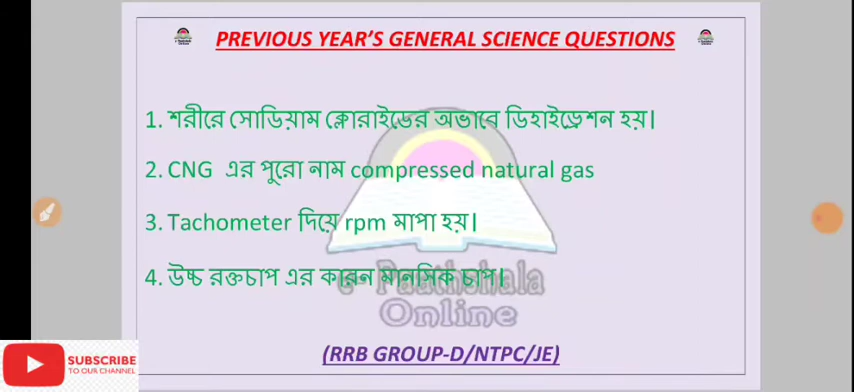 PREVIOUS YEAR'S GENERAL SCIENCE QUESTIONS
1. শরীরে সোডিয়াম ক্লোরাইডের অভাবে ডিহাইড্রেশন হয়।
2. CNG এর পুরো নাম compressed natural gas
3. Tachometer দিয়ে rpm মাপা হয়।
4. উচ্চ রক্তচাপ এর কারেন মানসিক চাপ।
e-Paathshala
Online
(RRB GROUP-D/NTPC/JE)
SUBSCRIBE
TO OUR CHANNEL